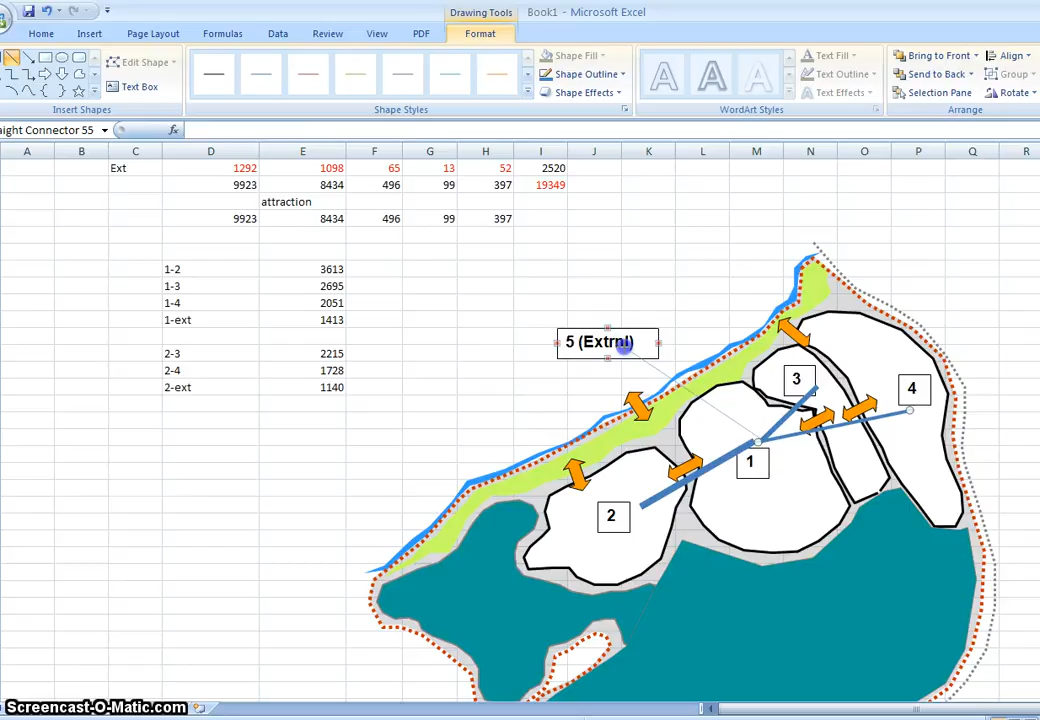 Drawing Tools
Book1 - Microsoft Excel
Home Insert Page Layout Formulas Data Review View PDF Format
Edit Shape
Text Box
Insert Shapes
Shape Fill
Shape Outline
Shape Effects
Shape Styles
A A A
Text Fill
Text Outline
Text Effects
WordArt Styles
Bring to Front
Send to Back
Selection Pane
Align
Group
Rotate
Arrange
aight Connector 55
fx
A B C D E F G H I J K L M N O P Q R
Ext 1292 1098 65 13 52 2520
9923 8434 496 99 397 19349
attraction
9923 8434 496 99 397
1-2 3613
1-3 2695
1-4 2051
1-ext 1413
2-3 2215
2-4 1728
2-ext 1140
5 (Extrnl)
3
4
1
2
Screencast-O-Matic.com